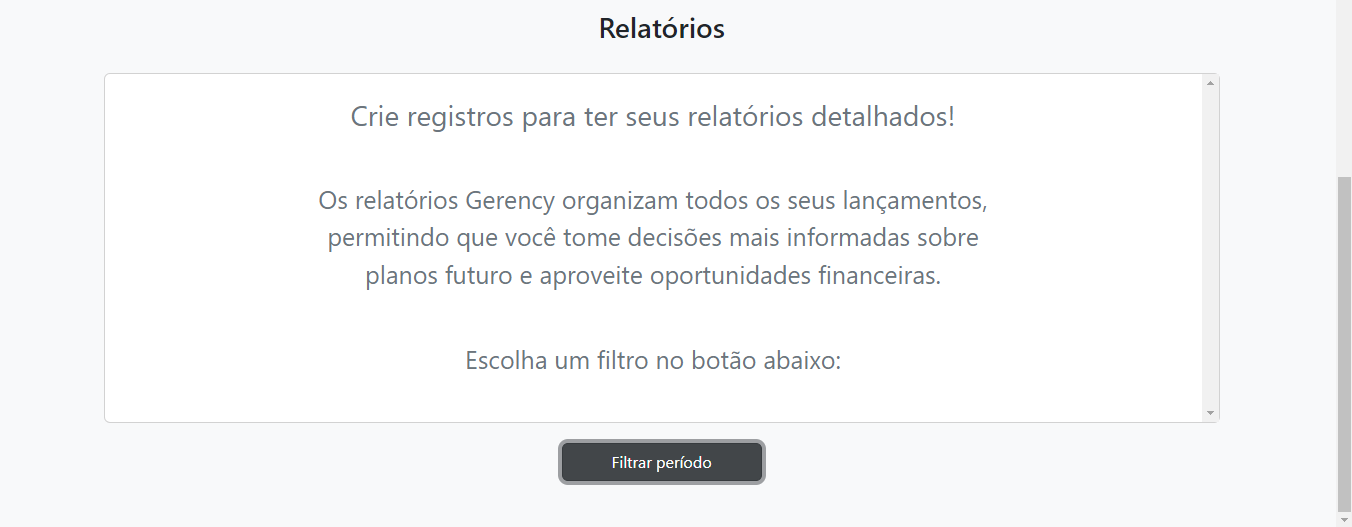 Relatórios
Crie registros para ter seus relatórios detalhados!
Os relatórios Gerency organizam todos os seus lançamentos,
permitindo que você tome decisões mais informadas sobre
planos futuro e aproveite oportunidades financeiras.
Escolha um filtro no botão abaixo:
Filtrar período